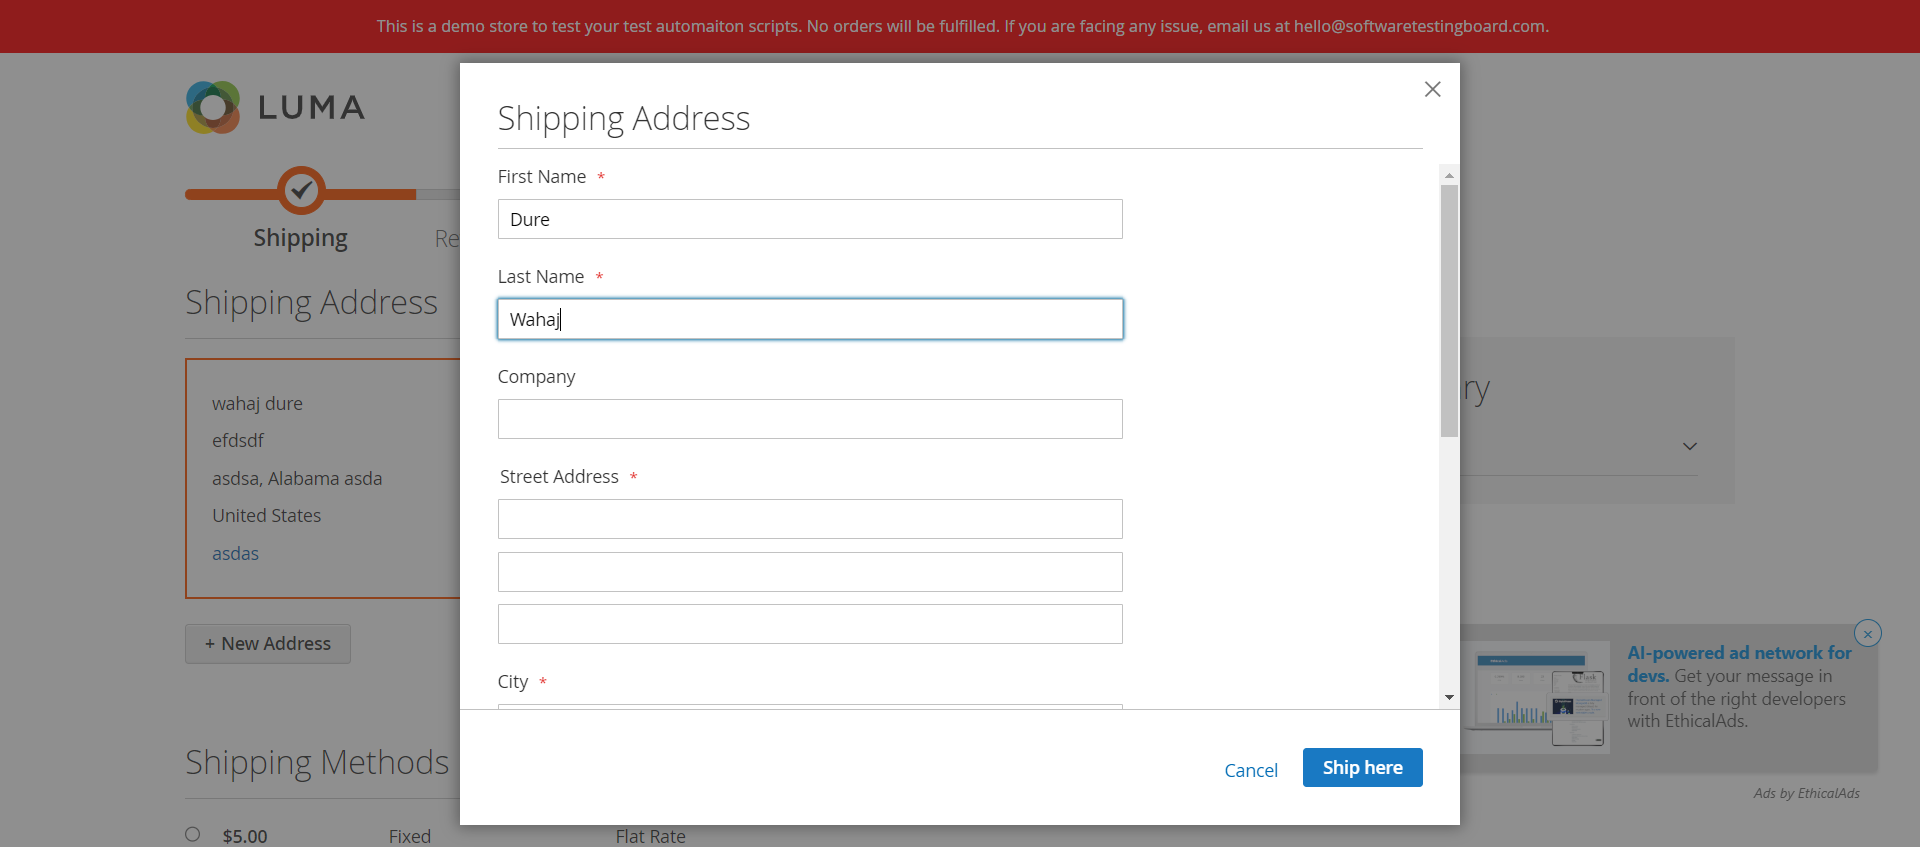 This is a demo store to test your test automaiton scripts. No orders will be fulfilled. If you are facing any issue, email us at hello@softwaretestingboard.com.
LUMA
Shipping
Re
Shipping Address
wahaj dure
efdsdf
asdsa, Alabama asda
United States
asdas
+ New Address
Shipping Methods
$5.00 Fixed Flat Rate
Shipping Address
First Name *
Dure
Last Name *
Wahaj
Company
Street Address *
City *
Cancel Ship here
ry
AI-powered ad network for
devs. Get your message in
front of the right developers
with EthicalAds.
Ads by EthicalAds